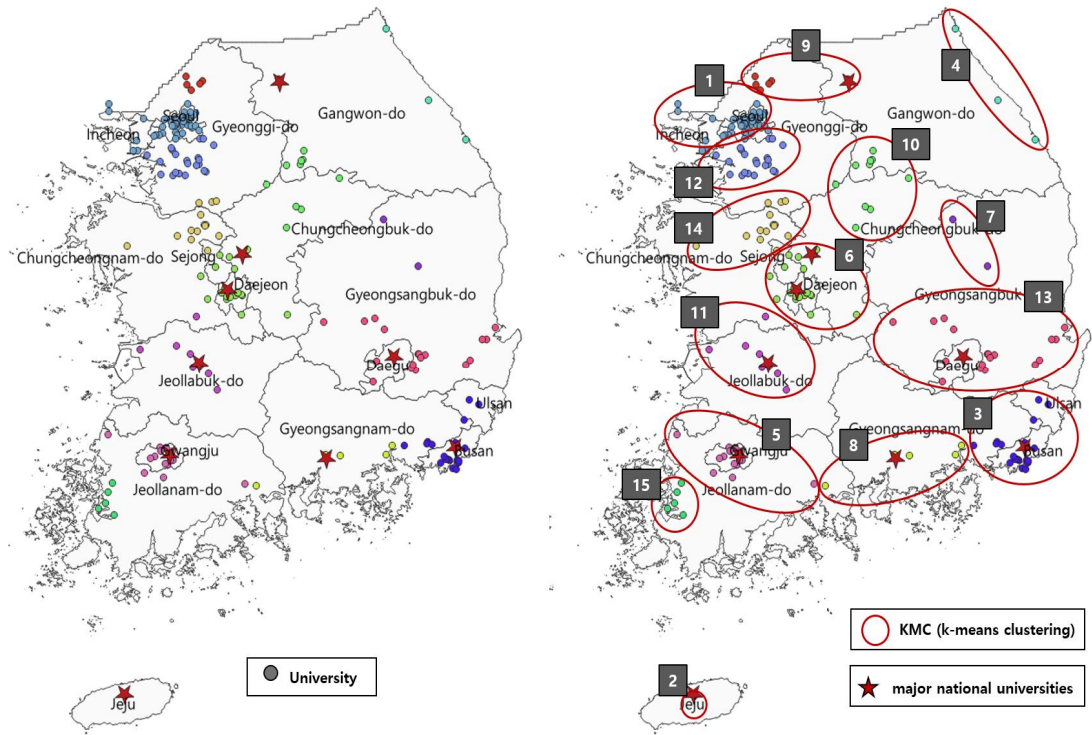 Seoul
Incheon
Gyeonggi-do
Gangwon-do
Chungcheongbuk-do
Chungcheongnam-do
Sejong
Daejeon
Gyeongsangbuk-do
Daegu
Jeollabuk-do
Ulsan
Gyeongsangnam-do
Busan
Gwangju
Jeollanam-do
Jeju
University
9
1
4
Seoul
Gangwon-do
Incheon
Gyeonggi-do
10
12
7
14
Chungcheongbuk-do
6
Chungcheongnam-do
Sejong
Daejeon
Gyeongsangbuk
13
11
Daegu
Jeollabuk-do
3
Ulsan
5
Gyeongsangnam-do
8
Busan
Gwangju
15
Jeollanam-do
2
Jeju
KMC (k-means clustering)
major national universities